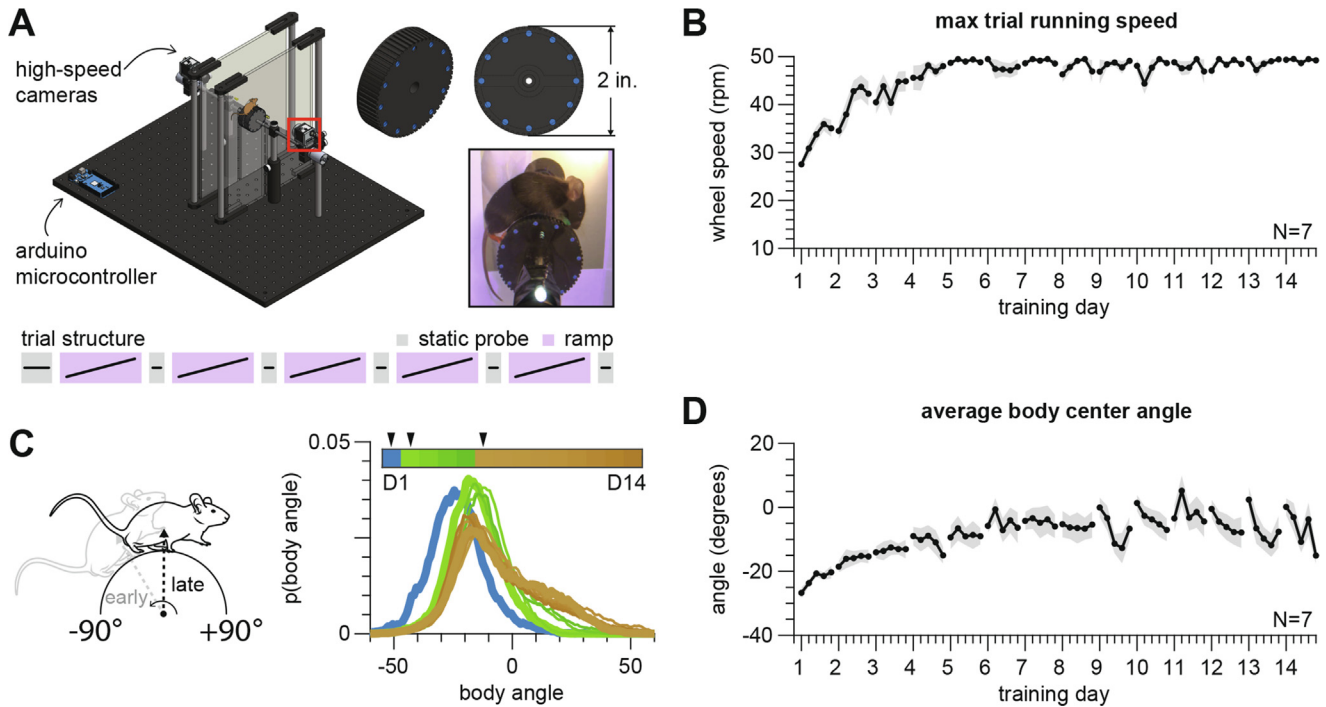 A
high-speed
cameras
2 in.
arduino
microcontroller
trial structure
static probe
ramp
B
max trial running speed
wheel speed (rpm)
50
40
30
20
10
N=7
1 2 3 4 5 6 7 8 9 10 11 12 13 14
training day
C
early
late
-90°
+90°
0.05
p(body angle)
0
D1
D14
-50 0 50
body angle
D
average body center angle
angle (degrees)
20
0
-20
-40
N=7
1 2 3 4 5 6 7 8 9 10 11 12 13 14
training day